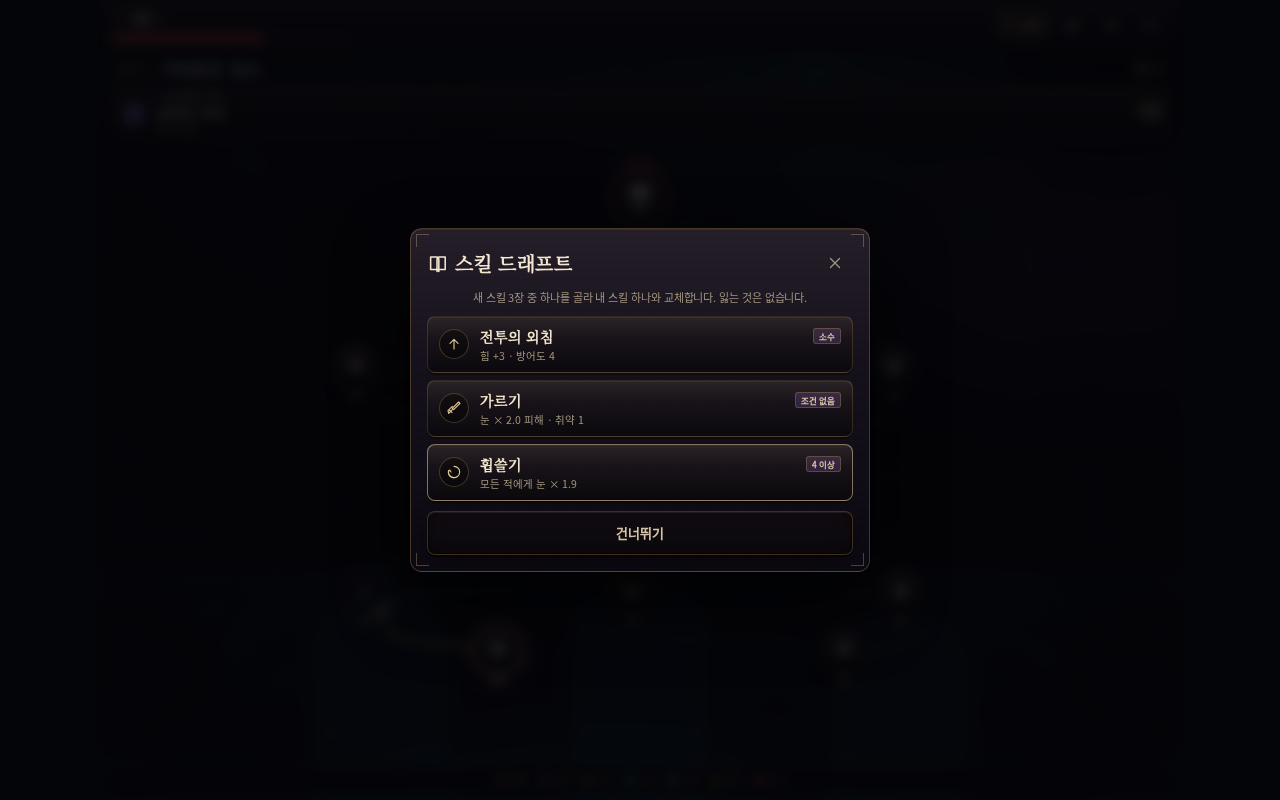 스킬 드래프트
새 스킬 3장 중 하나를 골라 내 스킬 하나와 교체합니다. 잃는 것은 없습니다.
전투의 외침
소수
힘 +3 · 방어도 4
가르기
조건 없음
눈 × 2.0 피해 · 취약 1
휩쓸기
4 이상
모든 적에게 눈 × 1.9
건너뛰기